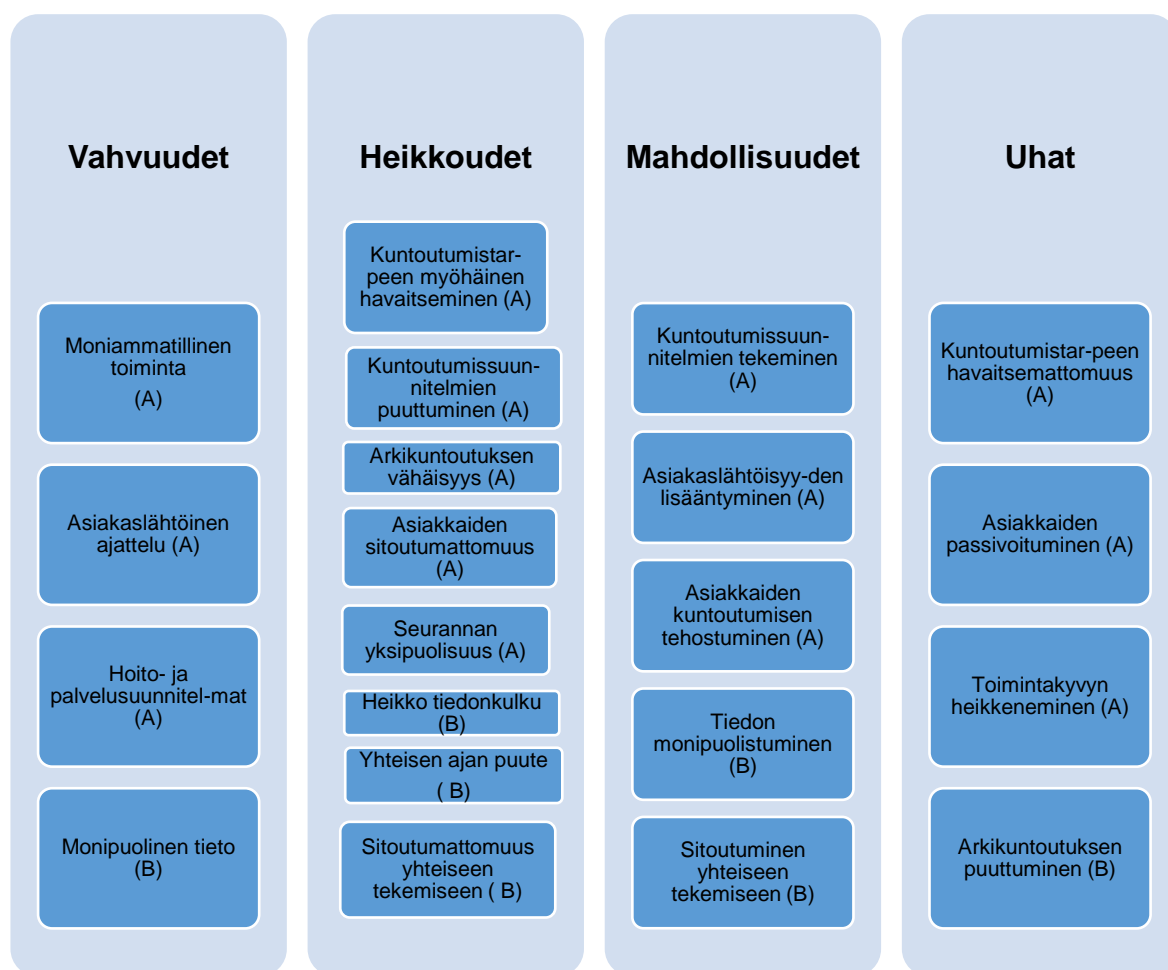 Vahvuudet
Moniammatillinen
toiminta
(A)
Asiakaslähtöinen
ajattelu (A)
Hoito- ja
palvelusuunnitel-mat
(A)
Monipuolinen tieto
(B)
Heikkoudet
Kuntoutumistar-
peen myöhäinen
havaitseminen (A)
Kuntoutumissuun-
nitelmien
puuttuminen (A)
Arkikuntoutuksen
vähäisyys (A)
Asiakkaiden
sitoutumattomuus
(A)
Seurannan
yksipuolisuus (A)
Heikko tiedonkulku
(B)
Yhteisen ajan puute
( B)
Sitoutumattomuus
yhteiseen
tekemiseen ( B)
Mahdollisuudet
Kuntoutumissuun-
nitelmien tekeminen
(A)
Asiakaslähtöisyy-den
lisääntyminen (A)
Asiakkaiden
kuntoutumisen
tehostuminen (A)
Tiedon
monipuolistuminen
(B)
Sitoutuminen
yhteiseen
tekemiseen (B)
Uhat
Kuntoutumistar-peen
havaitsemattomuus
(A)
Asiakkaiden
passivoituminen (A)
Toimintakyvyn
heikkeneminen (A)
Arkikuntoutuksen
puuttuminen (B)